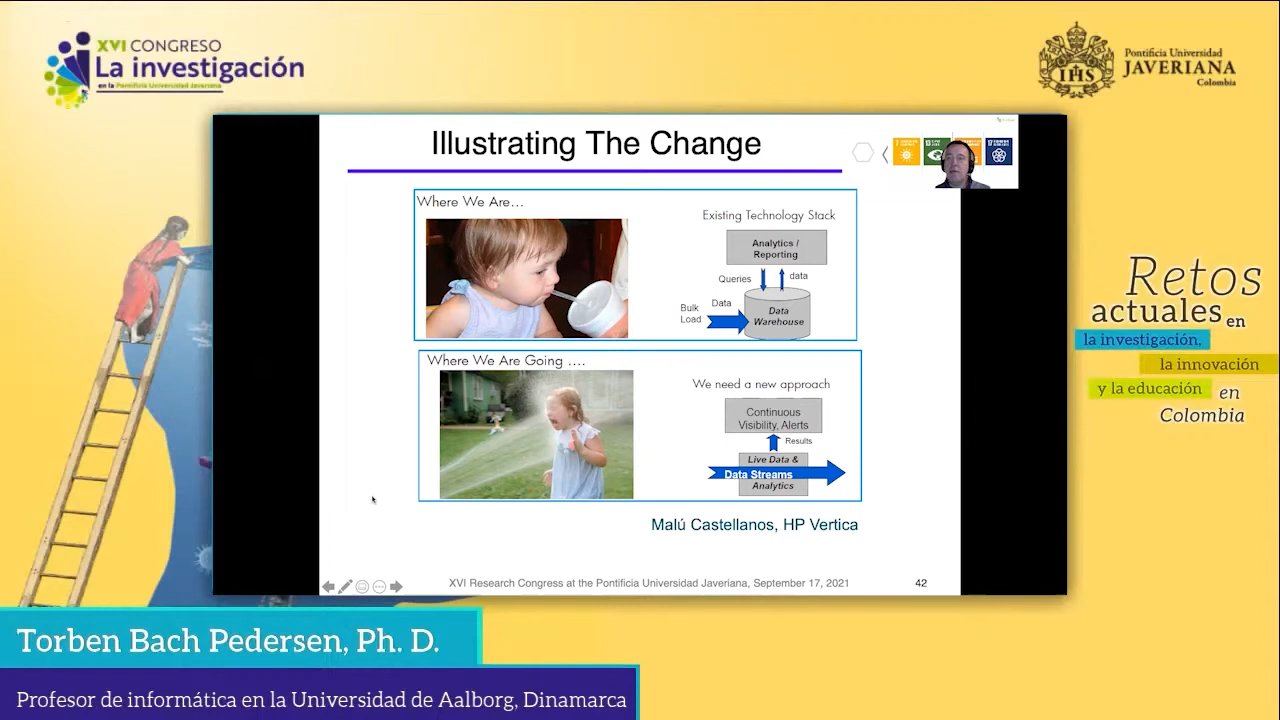 XVI CONGRESO
La investigación
en la Pontificia Universidad Javeriana
Pontificia Universidad
JAVERIANA
Colombia
IHS
Illustrating The Change
Where We Are...
Existing Technology Stack
Analytics /
Reporting
Queries
data
Bulk
Load
Data
Data
Warehouse
Where We Are Going ....
We need a new approach
Continuous
Visibility, Alerts
Results
Live Data &
Data Streams
Analytics
Malú Castellanos, HP Vertica
XVI Research Congress at the Pontificia Universidad Javeriana, September 17, 2021
42
Retos
actuales en
la investigación,
la innovación
y la educación en
Colombia
Torben Bach Pedersen, Ph. D.
Profesor de informática en la Universidad de Aalborg, Dinamarca